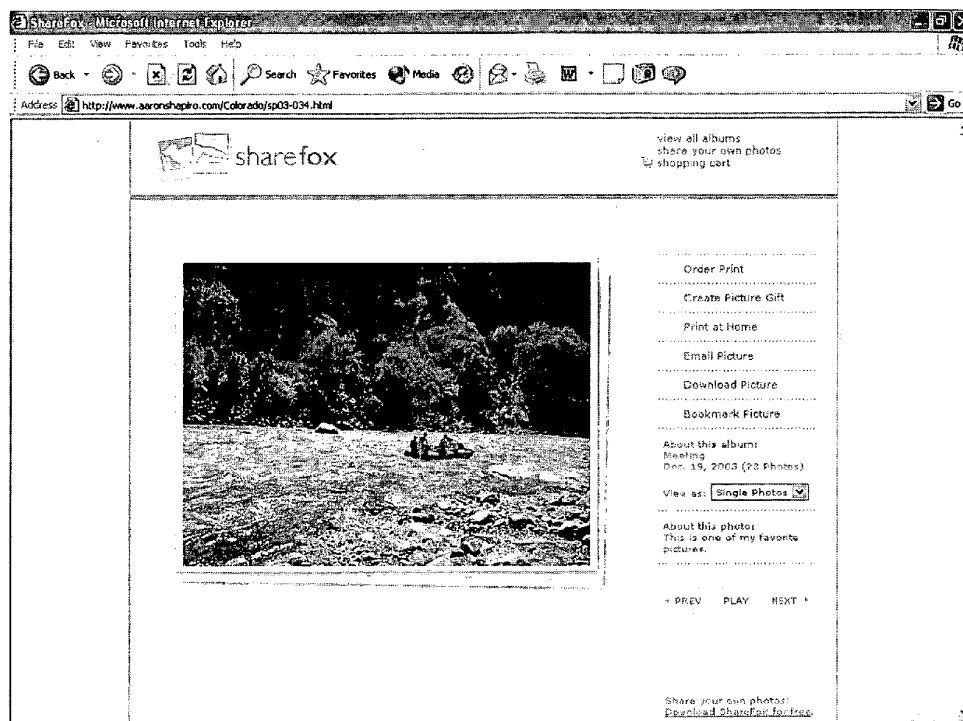 ShareFox - Microsoft Internet Explorer
File Edit View Favorites Tools Help
Back Search Favorites Media
Address http://www.aaronshapiro.com/Colorado/sp03-034.html Go
sharefox
view all albums
share your own photos
shopping cart
Order Print
Create Picture Gift
Print at Home
Email Picture
Download Picture
Bookmark Picture
About this album:
Meeting
Dec. 19, 2003 (23 Photos)
View as: Single Photos
About this photo:
This is one of my favorite
pictures.
PREV PLAY NEXT
Share your own photos!
Download ShareFox for free.